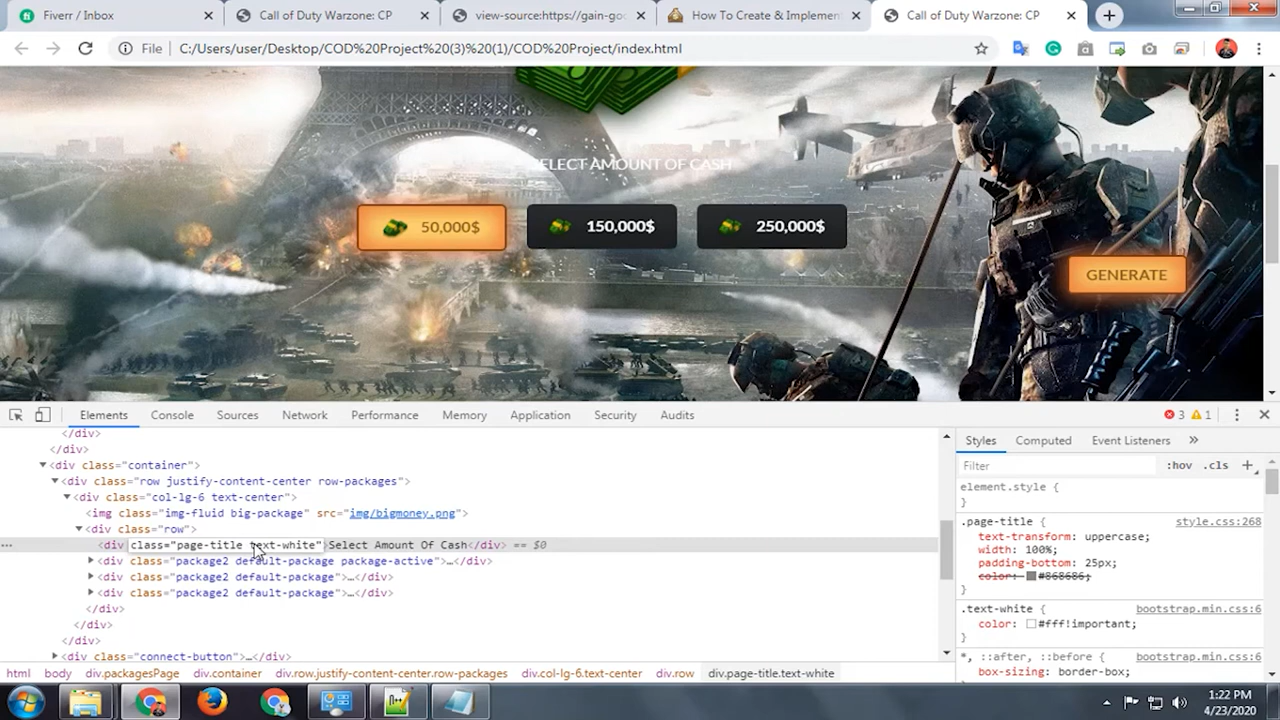 Fiverr / Inbox
Call of Duty Warzone: CP
view-source:https://gain-go
How To Create & Implemen
Call of Duty Warzone: CP
File
C:/Users/user/Desktop/COD%20Project%20(3)%20(1)/COD%20Project/index.html
SELECT AMOUNT OF CASH
50,000$
150,000$
250,000$
GENERATE
Elements
Console
Sources
Network
Performance
Memory
Application
Security
Audits
3
1
</div>
</div>
<div class="container">
<div class="row justify-content-center row-packages">
<div class="col-lg-6 text-center">
<img class="img-fluid big-package" src="img/bigmoney.png">
<div class="row">
<div class="page-title text-white">Select Amount Of Cash</div> == $0
<div class="package2 default-package package-active">…</div>
<div class="package2 default-package">…</div>
<div class="package2 default-package">…</div>
</div>
</div>
</div>
<div class="connect-button">…</div>
html body div.packagesPage div.container div.row.justify-content-center.row-packages div.col-lg-6.text-center div.row div.page-title.text-white
Styles
Computed
Event Listeners
»
Filter
:hov
.cls
+
element.style {
}
.page-title {
style.css:268
text-transform: uppercase;
width: 100%;
padding-bottom: 25px;
color: #868686;
}
.text-white {
bootstrap.min.css:6
color: #fff!important;
}
*, ::after, ::before {
bootstrap.min.css:6
box-sizing: border-box;
1:22 PM
4/23/2020